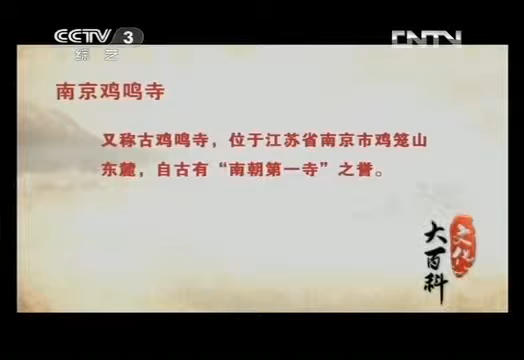 CCTV 3
综艺
CNTV
南京鸡鸣寺
又称古鸡鸣寺，位于江苏省南京市鸡笼山
东麓，自古有“南朝第一寺”之誉。
文化
大百科